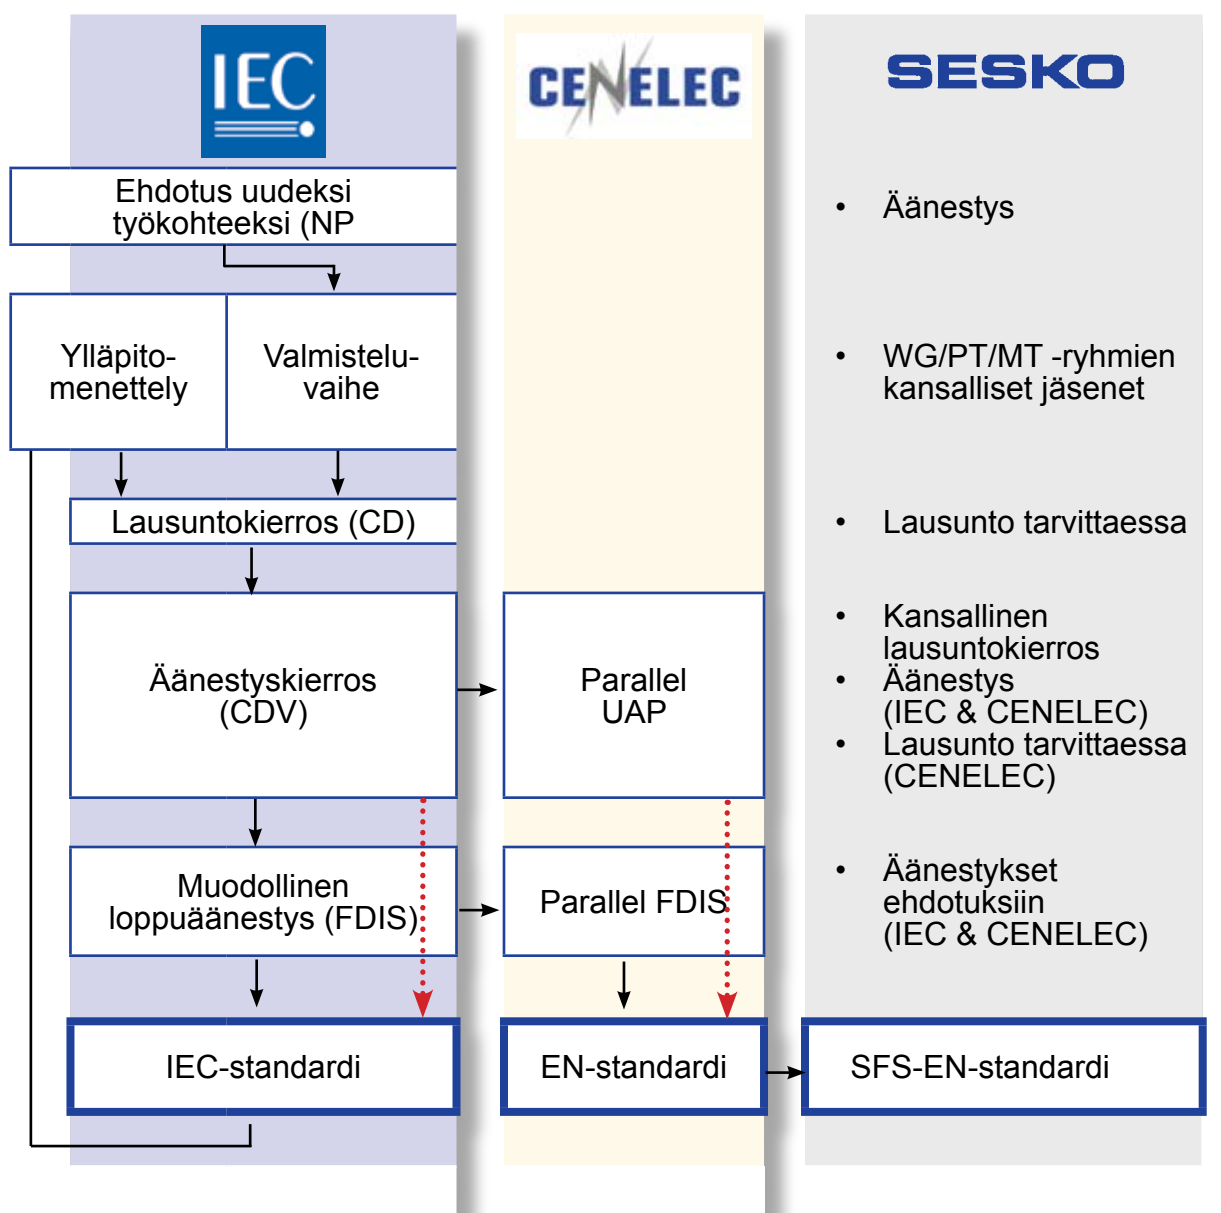 IEC
CENELEC
SESKO
Ehdotus uudeksi
työkohteeksi (NP
• Äänestys
Ylläpito-
menettely
Valmistelu-
vaihe
• WG/PT/MT -ryhmien
kansalliset jäsenet
Lausuntokierros (CD)
• Lausunto tarvittaessa
Äänestyskierros
(CDV)
Parallel
UAP
• Kansallinen
lausuntokierros
• Äänestys
(IEC & CENELEC)
• Lausunto tarvittaessa
(CENELEC)
Muodollinen
loppuäänestys (FDIS)
Parallel FDIS
• Äänestykset
ehdotuksiin
(IEC & CENELEC)
IEC-standardi
EN-standardi
SFS-EN-standardi